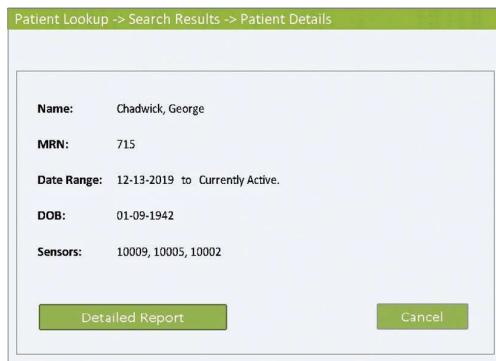 Patient Lookup -> Search Results -> Patient Details
Name: Chadwick, George
MRN: 715
Date Range: 12-13-2019 to Currently Active.
DOB: 01-09-1942
Sensors: 10009, 10005, 10002
Detailed Report Cancel